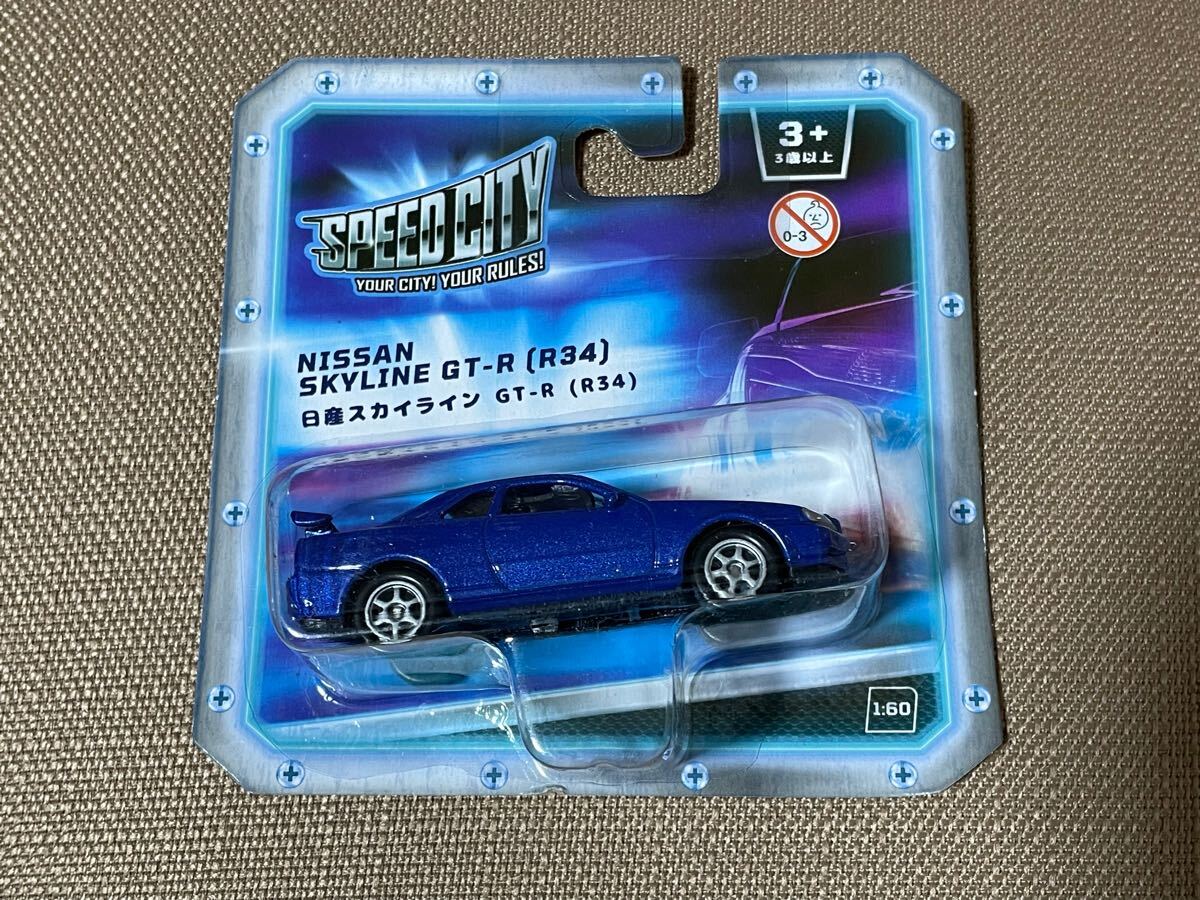 SPEED CITY
YOUR CITY! YOUR RULES!
3+
3歳以上
0-3
NISSAN
SKYLINE GT-R (R34)
日産スカイライン GT-R (R34)
1:60